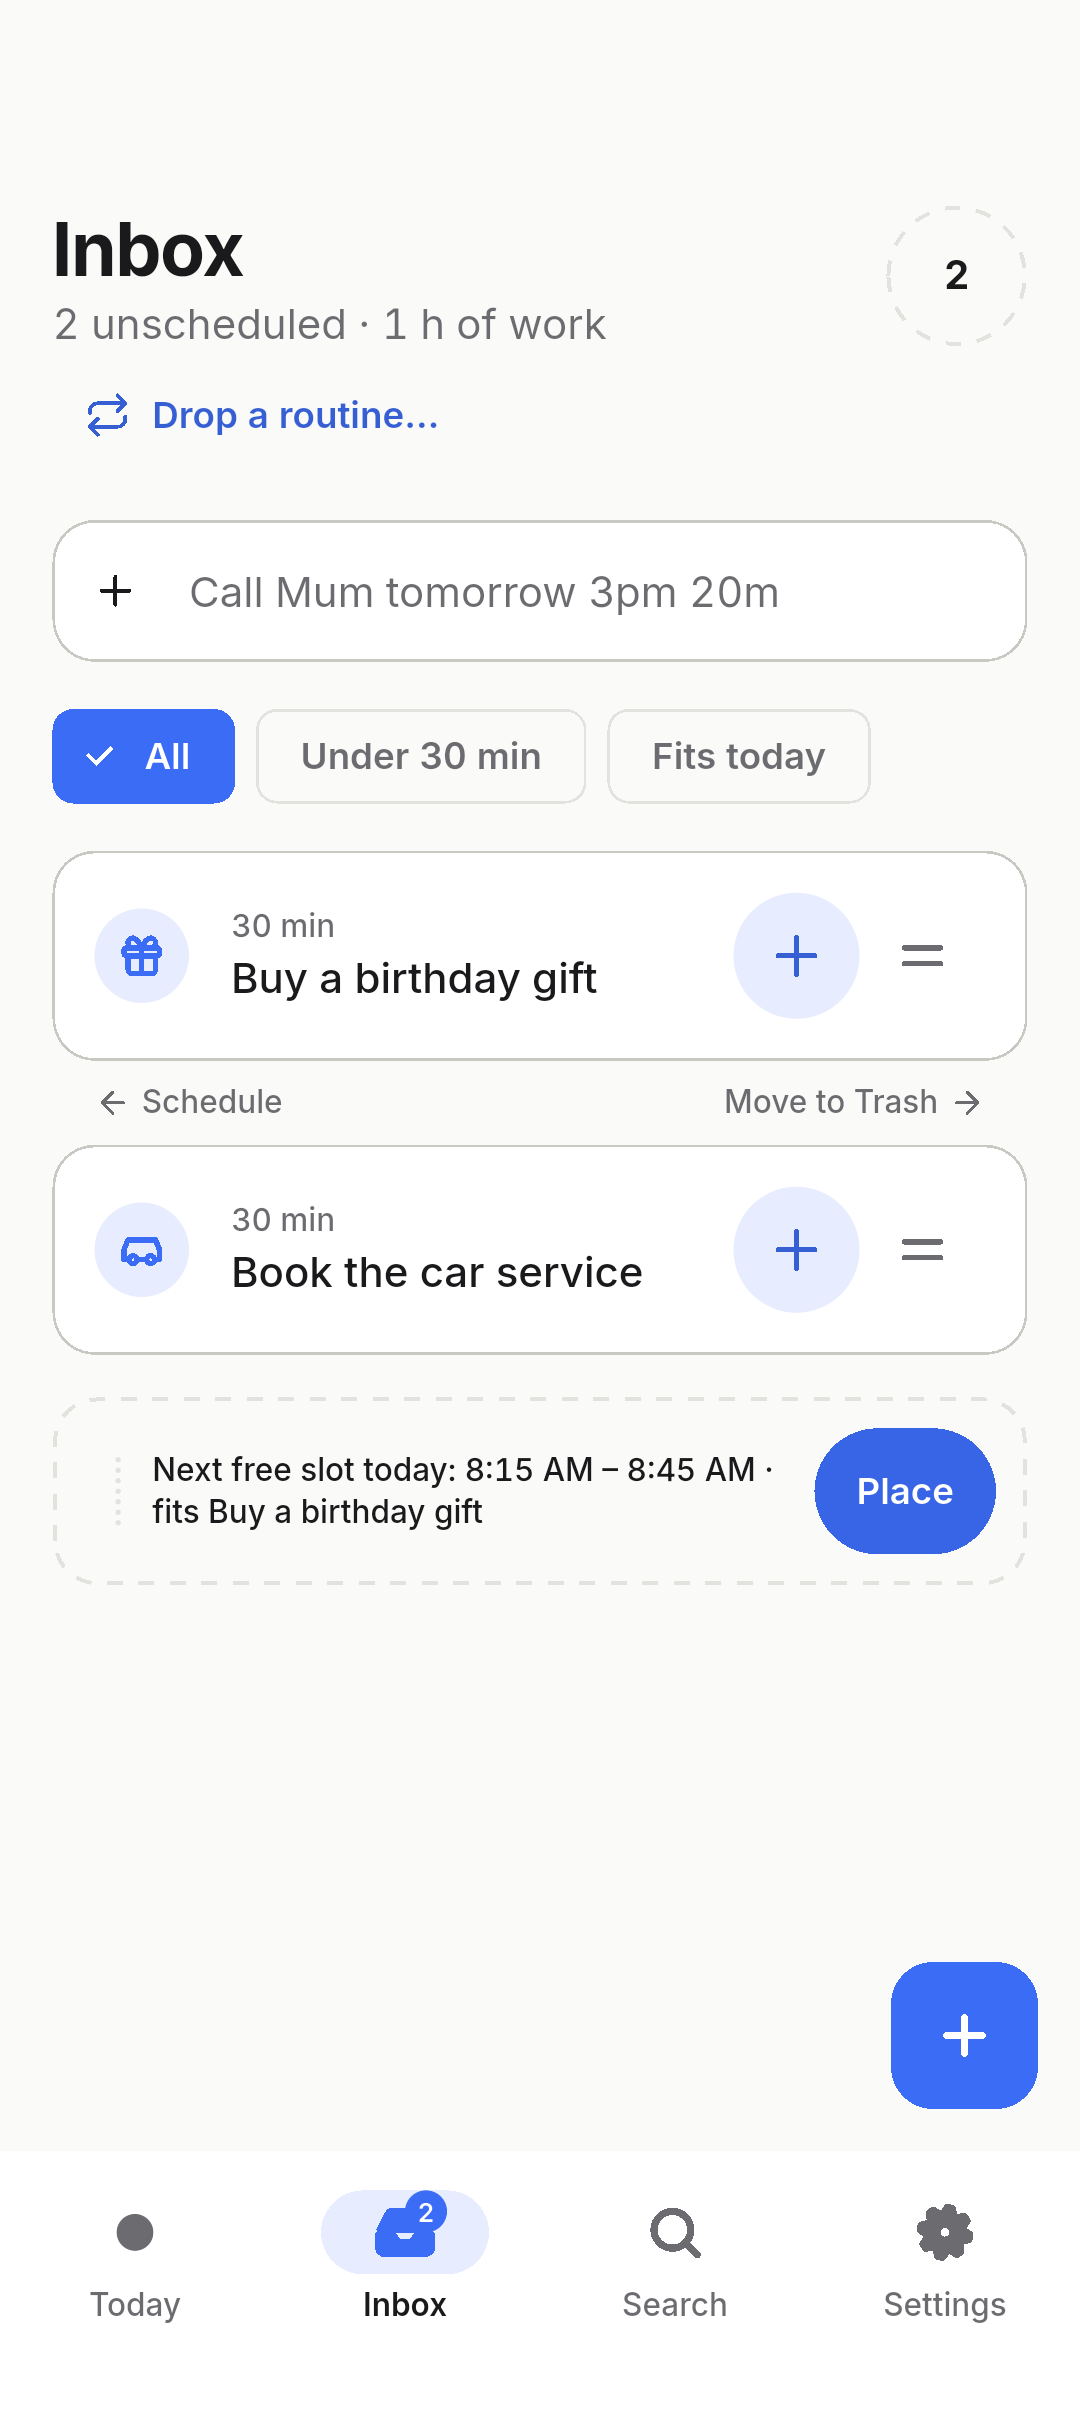 Inbox
2
2 unscheduled · 1 h of work
Drop a routine...
Call Mum tomorrow 3pm 20m
All
Under 30 min
Fits today
30 min
Buy a birthday gift
Schedule
Move to Trash
30 min
Book the car service
Next free slot today: 8:15 AM – 8:45 AM ·
fits Buy a birthday gift
Place
2
Today
Inbox
Search
Settings